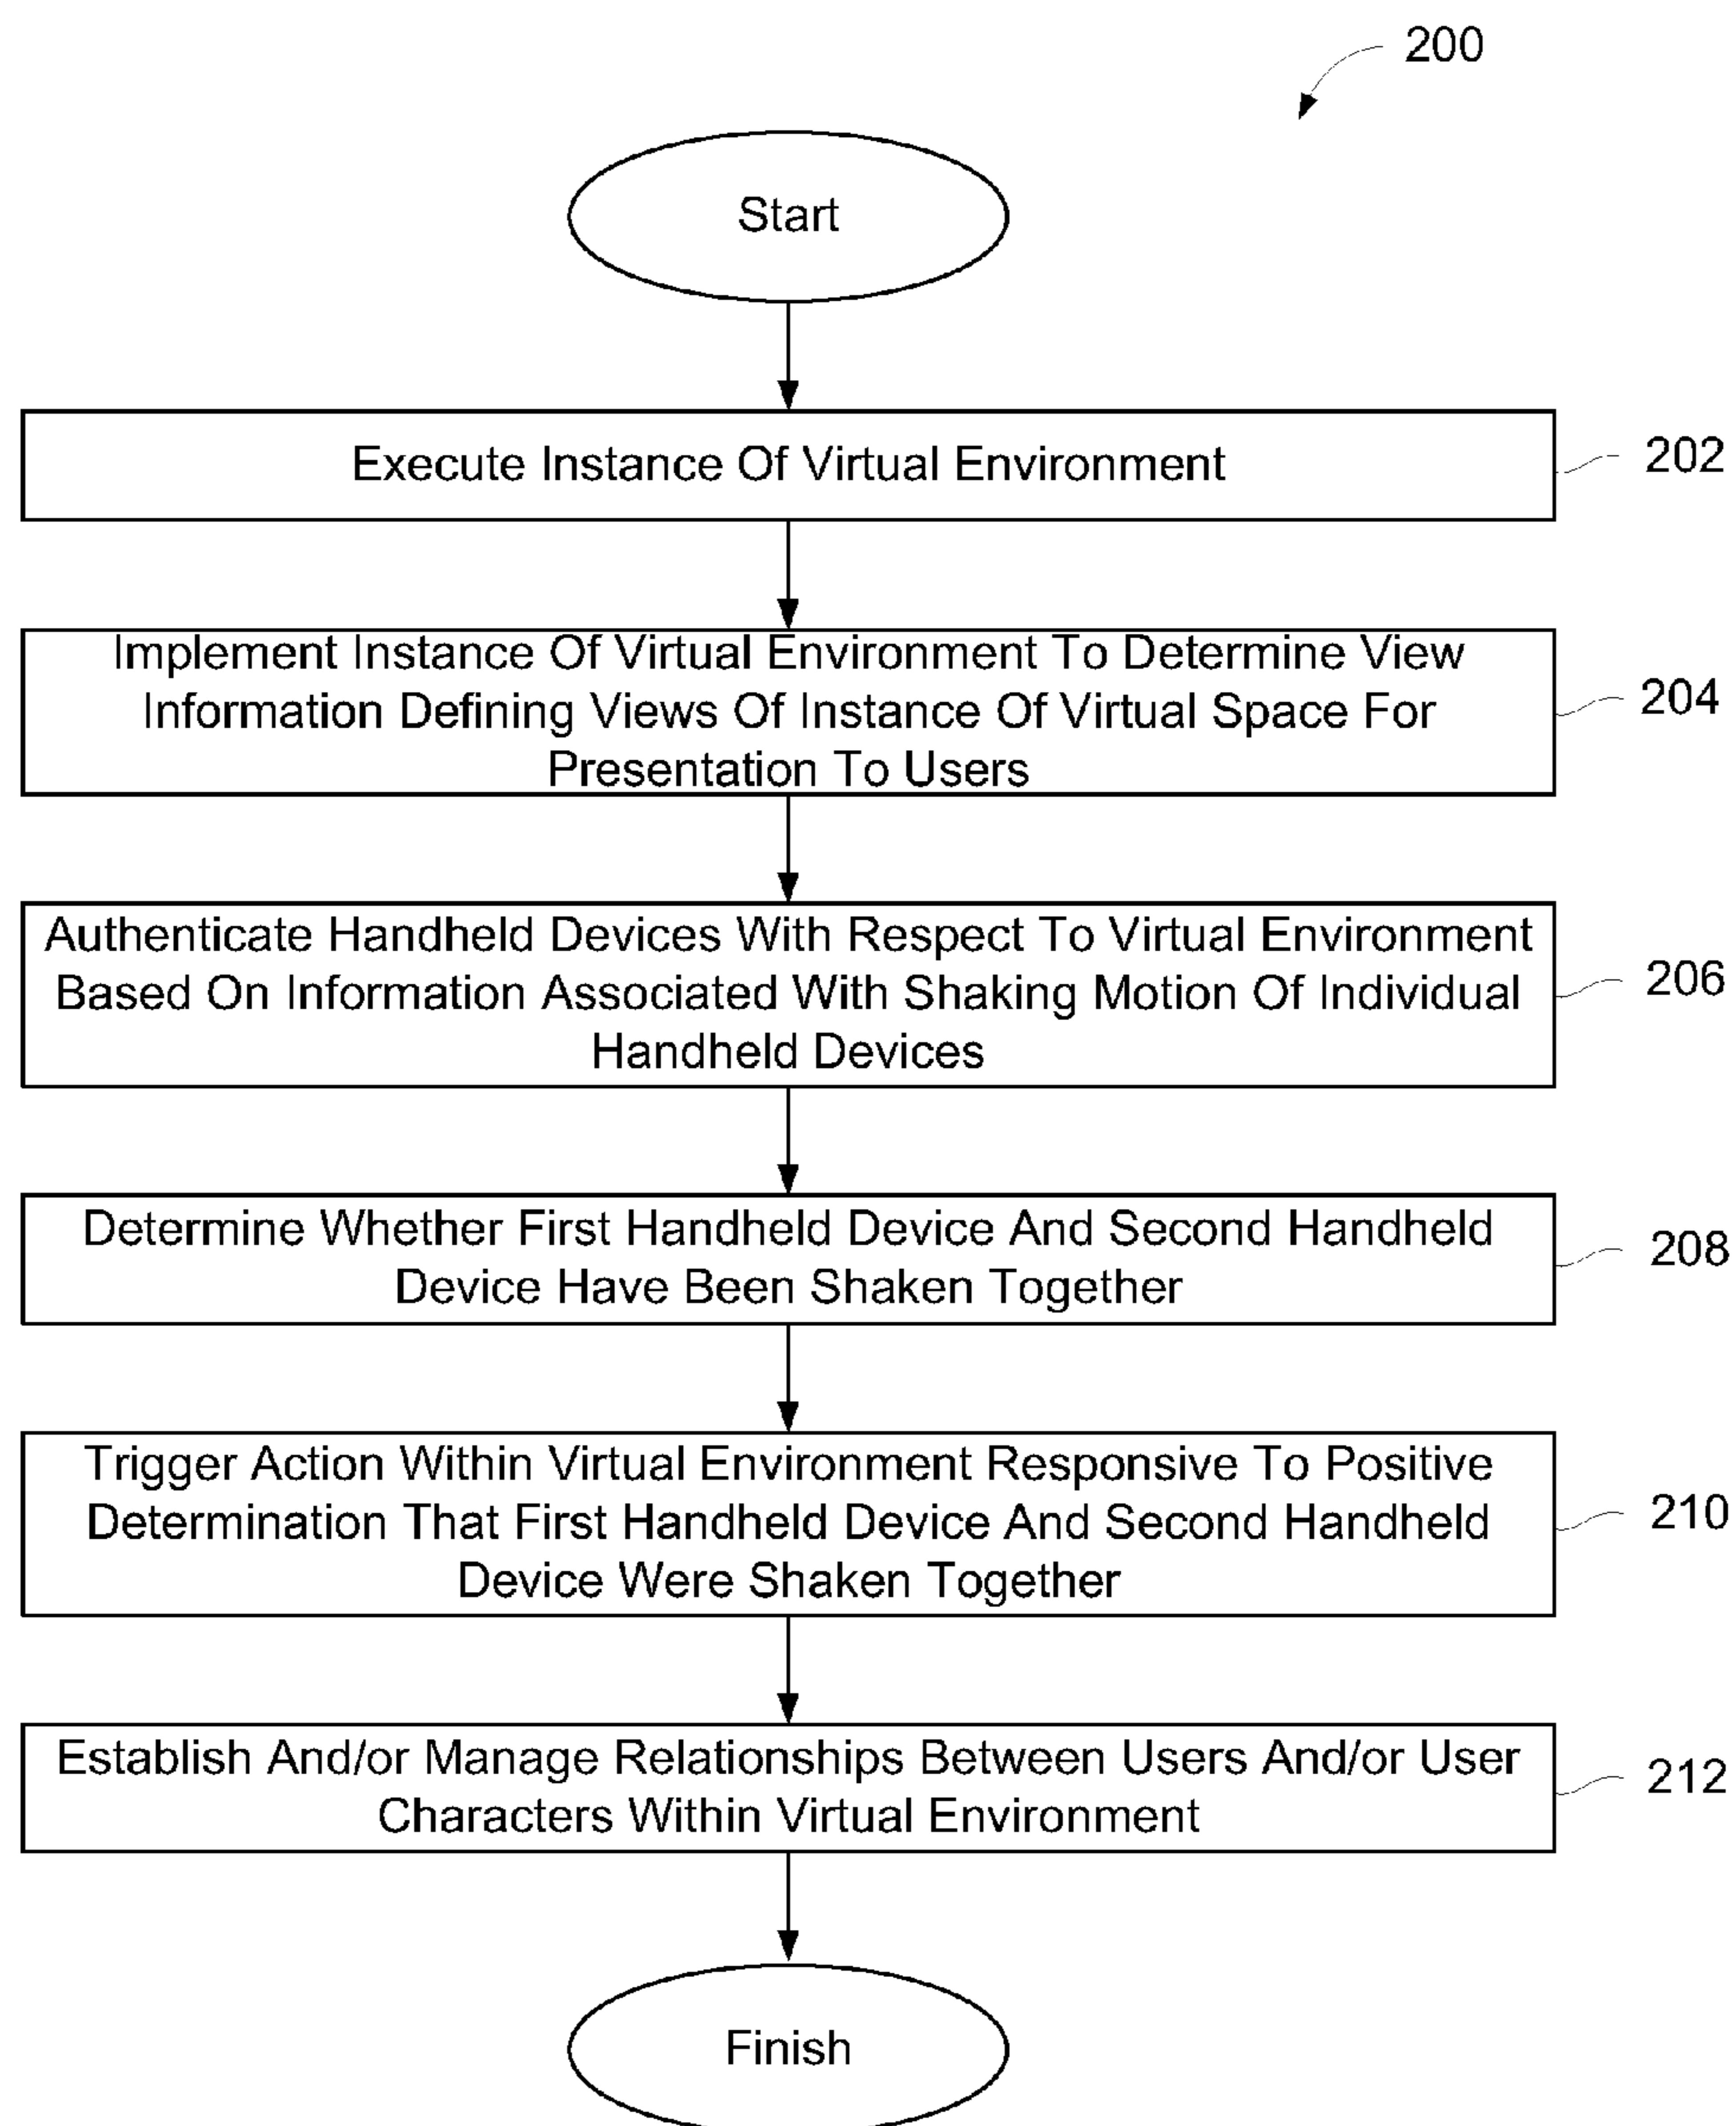 200
Start
Execute Instance Of Virtual Environment
202
Implement Instance Of Virtual Environment To Determine View
Information Defining Views Of Instance Of Virtual Space For
Presentation To Users
204
Authenticate Handheld Devices With Respect To Virtual Environment
Based On Information Associated With Shaking Motion Of Individual
Handheld Devices
206
Determine Whether First Handheld Device And Second Handheld
Device Have Been Shaken Together
208
Trigger Action Within Virtual Environment Responsive To Positive
Determination That First Handheld Device And Second Handheld
Device Were Shaken Together
210
Establish And/or Manage Relationships Between Users And/or User
Characters Within Virtual Environment
212
Finish